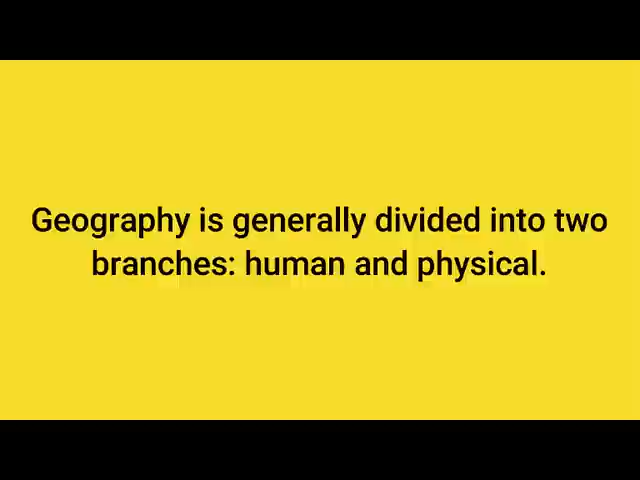 Geography is generally divided into two
branches: human and physical.